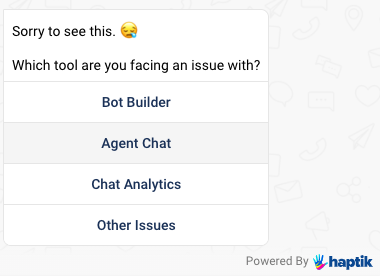 Sorry to see this. 😪
Which tool are you facing an issue with?
Bot Builder
Agent Chat
Chat Analytics
Other Issues
Powered By haptik